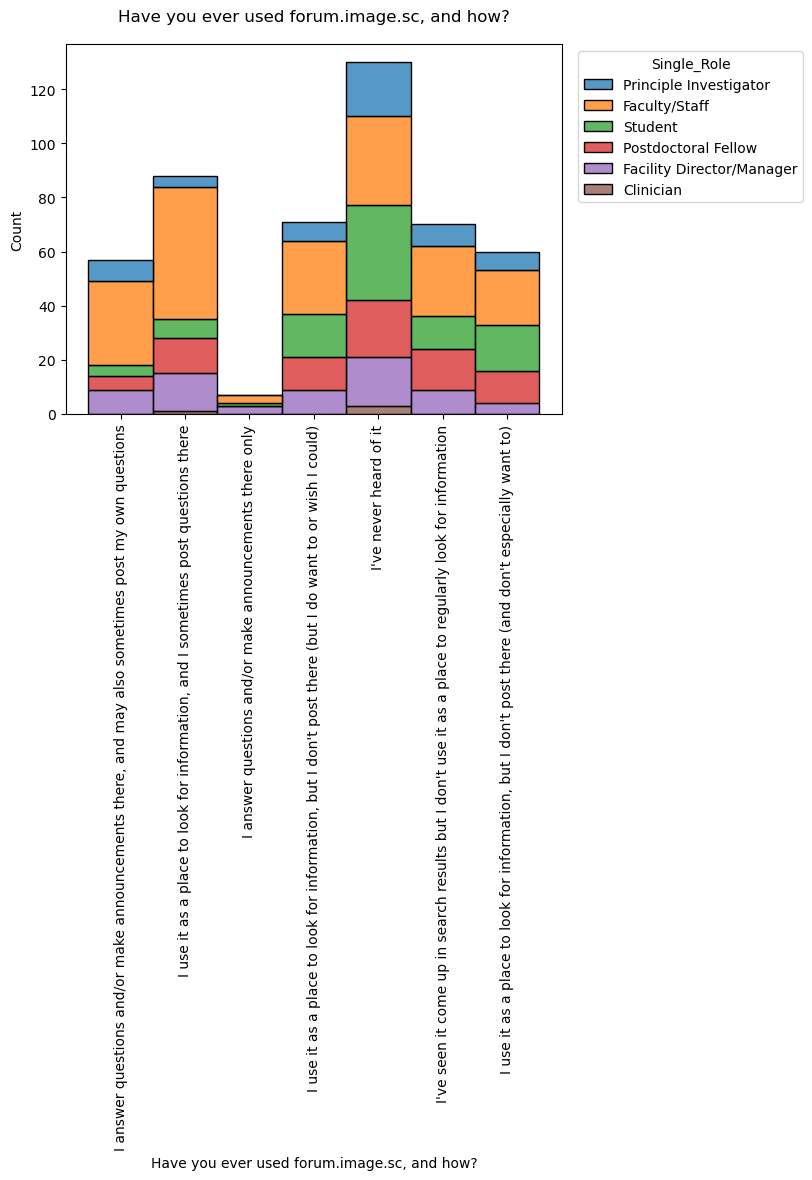 Have you ever used forum.image.sc, and how?
Count
0
20
40
60
80
100
120
Single_Role
Principle Investigator
Faculty/Staff
Student
Postdoctoral Fellow
Facility Director/Manager
Clinician
I answer questions and/or make announcements there, and may also sometimes post my own questions
I use it as a place to look for information, and I sometimes post questions there
I answer questions and/or make announcements there only
I use it as a place to look for information, but I don't post there (but I do want to or wish I could)
I've never heard of it
I've seen it come up in search results but I don't use it as a place to regularly look for information
I use it as a place to look for information, but I don't post there (and don't especially want to)
Have you ever used forum.image.sc, and how?